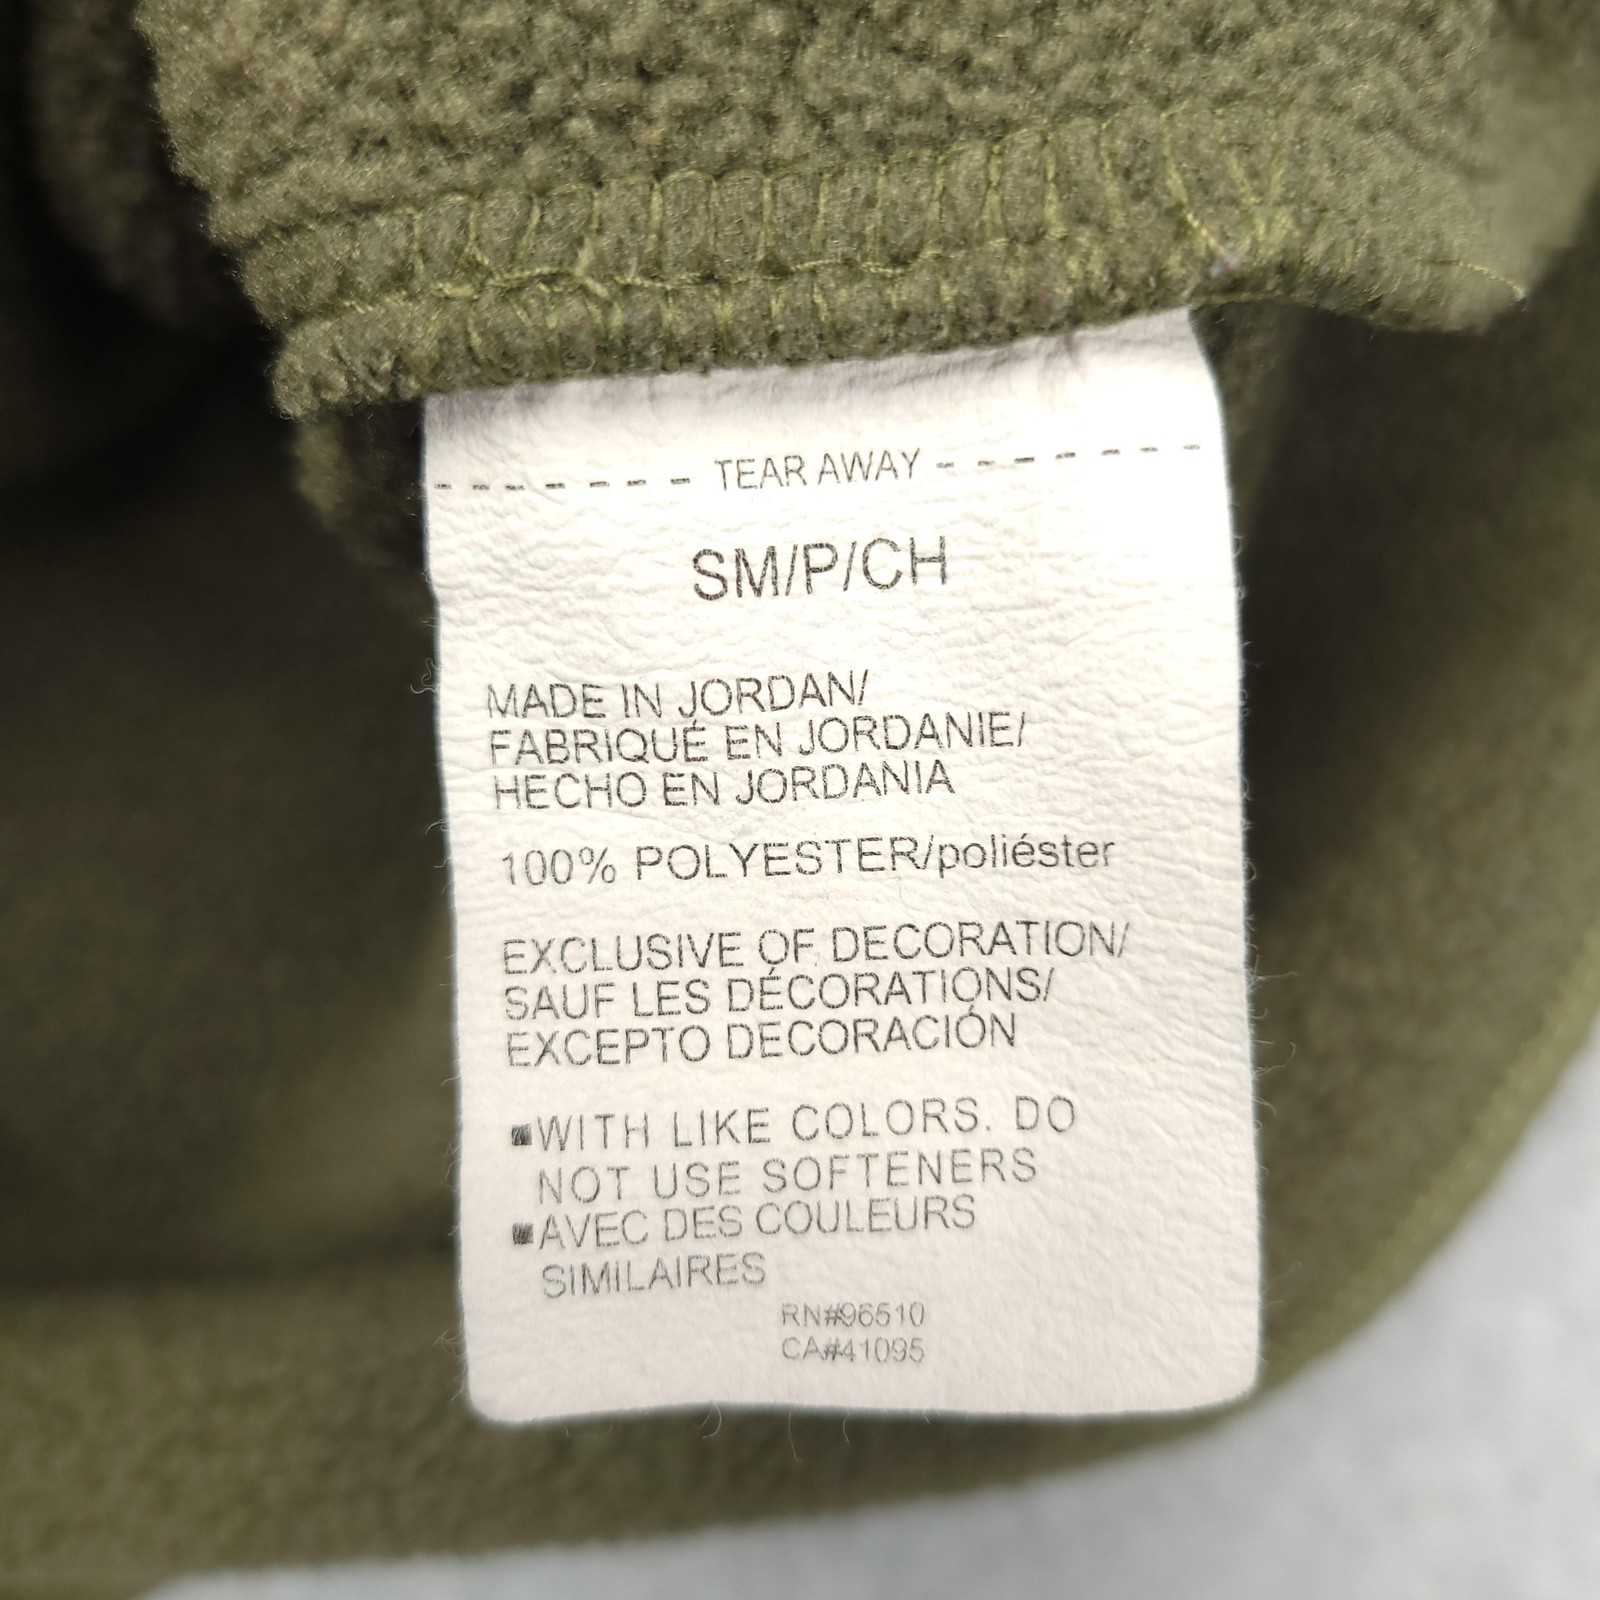 TEAR AWAY
SM/P/CH
MADE IN JORDAN/
FABRIQUÉ EN JORDANIE/
HECHO EN JORDANIA
100% POLYESTER/poliéster
EXCLUSIVE OF DECORATION/
SAUF LES DÉCORATIONS/
EXCEPTO DECORACIÓN
■WITH LIKE COLORS. DO
NOT USE SOFTENERS
■AVEC DES COULEURS
SIMILAIRES
RN#96510
CA#41095